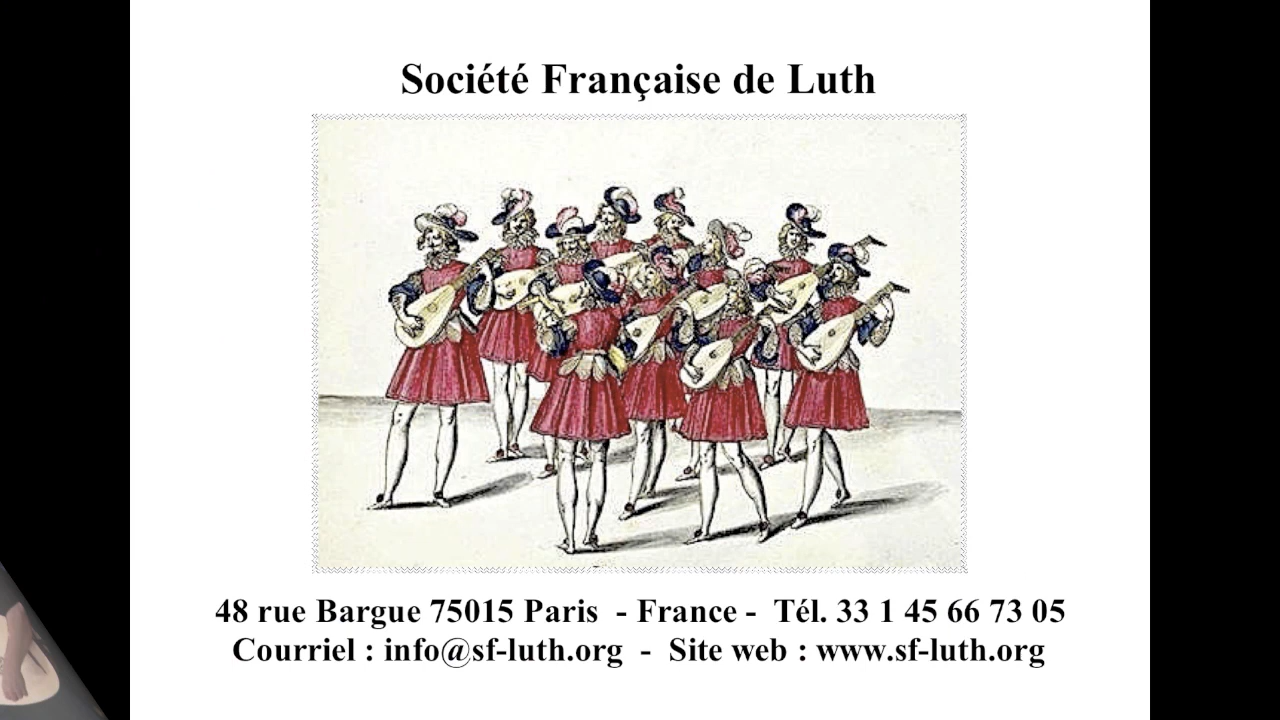 Société Française de Luth
48 rue Bargue 75015 Paris - France - Tél. 33 1 45 66 73 05
Courriel : info@sf-luth.org - Site web : www.sf-luth.org